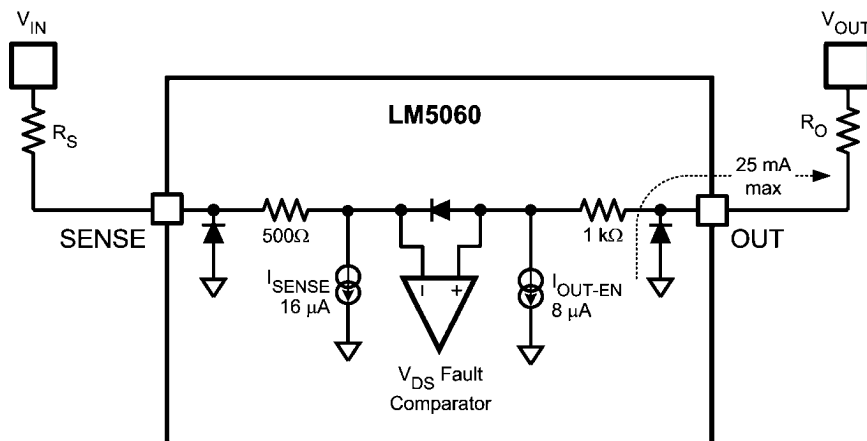 V_IN
V_OUT
LM5060
R_S
R_O
25 mA
max
SENSE
500Ω
1 kΩ
OUT
I_SENSE
16 μA
- +
I_OUT-EN
8 μA
V_DS Fault
Comparator